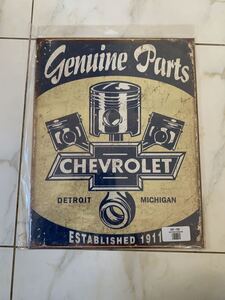 Genuine Parts
CHEVROLET
DETROIT MICHIGAN
ESTABLISHED 1911